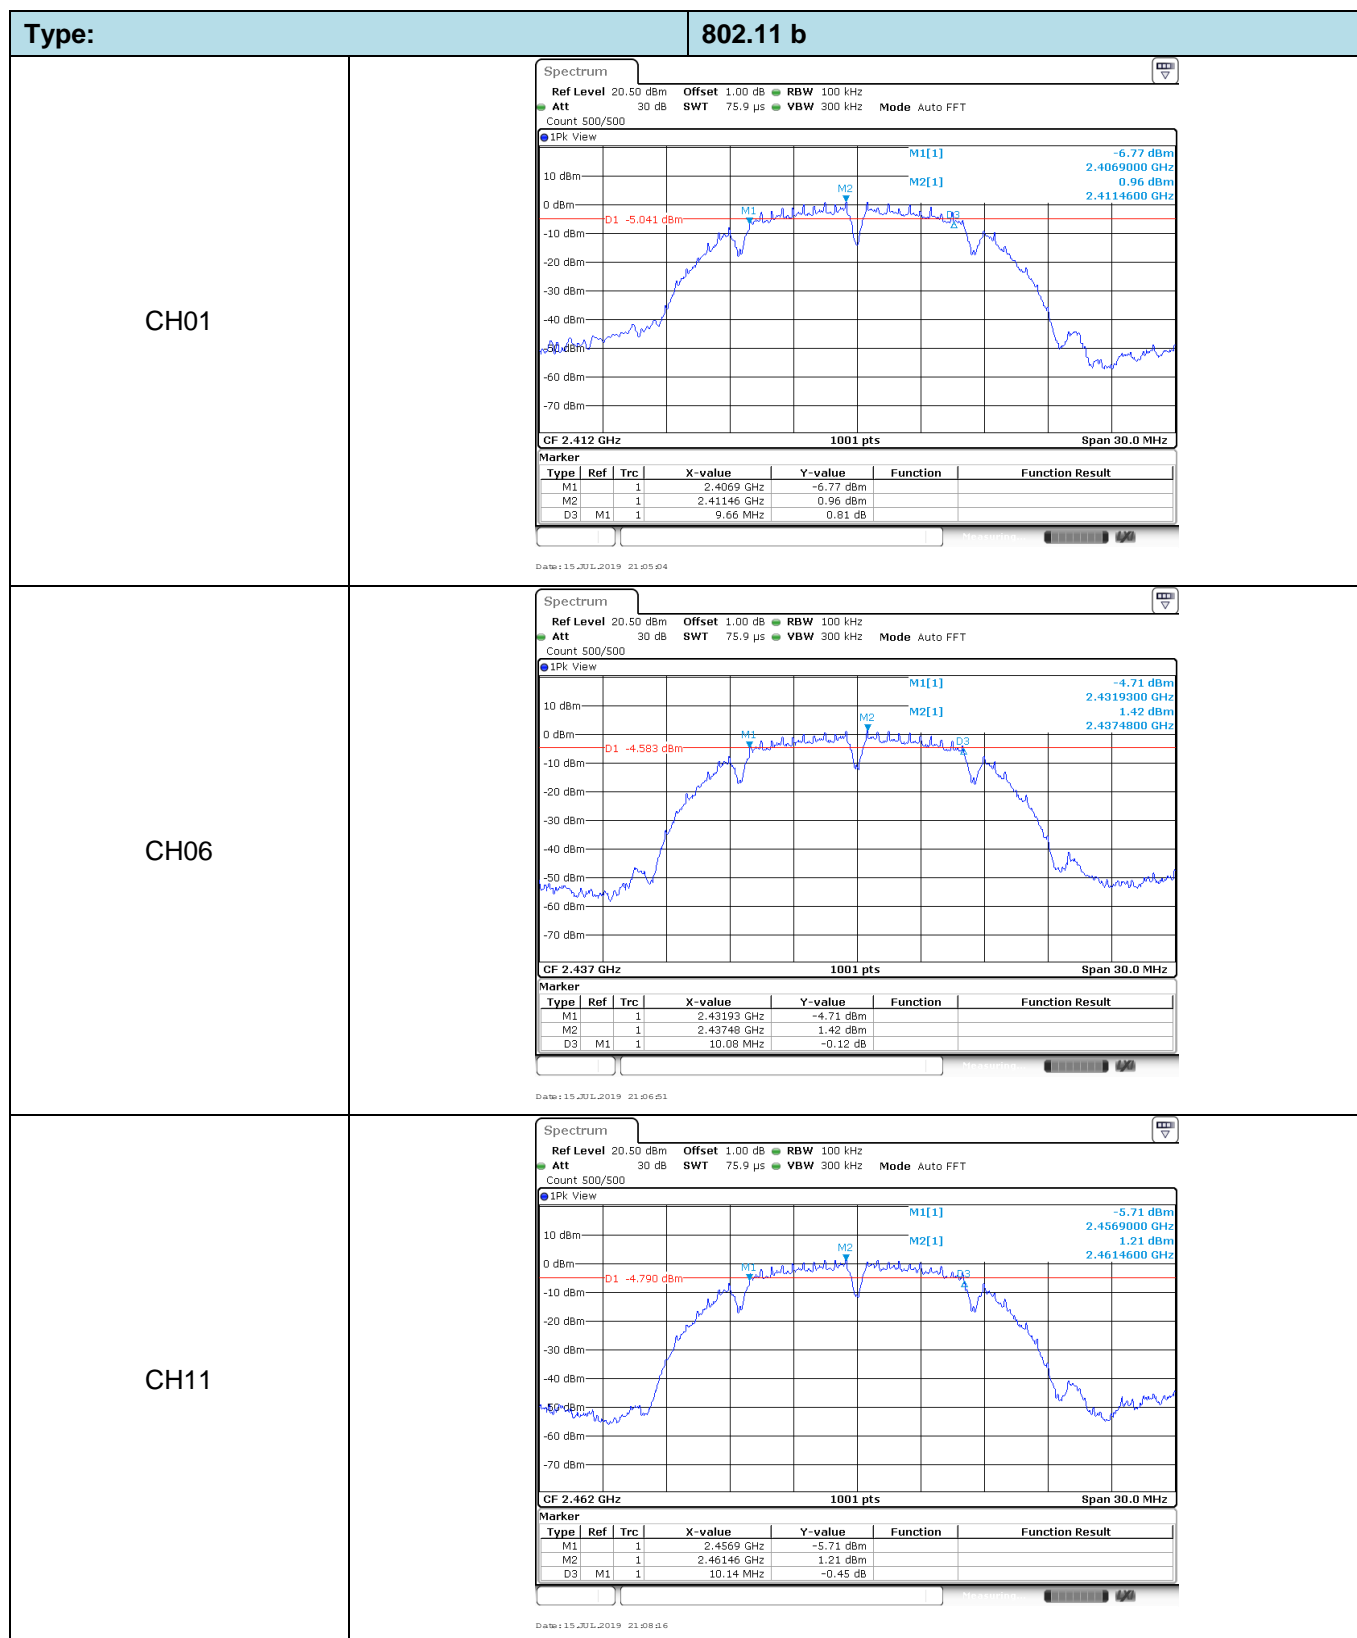 Type: 802.11 b
CH01
Spectrum
Ref Level 20.50 dBm Offset 1.00 dB RBW 100 kHz
Att 30 dB SWT 75.9 µs VBW 300 kHz Mode Auto FFT
Count 500/500
1Pk View
M1[1] -6.77 dBm
2.4069000 GHz
M2[1] 0.96 dBm
2.4114600 GHz
10 dBm
M2
0 dBm
M1
D3
D1 -5.041 dBm
-10 dBm
-20 dBm
-30 dBm
-40 dBm
-50 dBm
-60 dBm
-70 dBm
CF 2.412 GHz 1001 pts Span 30.0 MHz
Marker
Type Ref Trc X-value Y-value Function Function Result
M1 1 2.4069 GHz -6.77 dBm
M2 1 2.41146 GHz 0.96 dBm
D3 M1 1 9.66 MHz 0.81 dB
Measuring...
Date: 15.JUL.2019 21:05:04
CH06
Spectrum
Ref Level 20.50 dBm Offset 1.00 dB RBW 100 kHz
Att 30 dB SWT 75.9 µs VBW 300 kHz Mode Auto FFT
Count 500/500
1Pk View
M1[1] -4.71 dBm
2.4319300 GHz
M2[1] 1.42 dBm
2.4374800 GHz
10 dBm
M2
0 dBm
M1
D3
D1 -4.583 dBm
-10 dBm
-20 dBm
-30 dBm
-40 dBm
-50 dBm
-60 dBm
-70 dBm
CF 2.437 GHz 1001 pts Span 30.0 MHz
Marker
Type Ref Trc X-value Y-value Function Function Result
M1 1 2.43193 GHz -4.71 dBm
M2 1 2.43748 GHz 1.42 dBm
D3 M1 1 10.08 MHz -0.12 dB
Measuring...
Date: 15.JUL.2019 21:06:51
CH11
Spectrum
Ref Level 20.50 dBm Offset 1.00 dB RBW 100 kHz
Att 30 dB SWT 75.9 µs VBW 300 kHz Mode Auto FFT
Count 500/500
1Pk View
M1[1] -5.71 dBm
2.4569000 GHz
M2[1] 1.21 dBm
2.4614600 GHz
10 dBm
M2
0 dBm
M1
D3
D1 -4.790 dBm
-10 dBm
-20 dBm
-30 dBm
-40 dBm
-50 dBm
-60 dBm
-70 dBm
CF 2.462 GHz 1001 pts Span 30.0 MHz
Marker
Type Ref Trc X-value Y-value Function Function Result
M1 1 2.4569 GHz -5.71 dBm
M2 1 2.46146 GHz 1.21 dBm
D3 M1 1 10.14 MHz -0.45 dB
Measuring...
Date: 15.JUL.2019 21:08:16